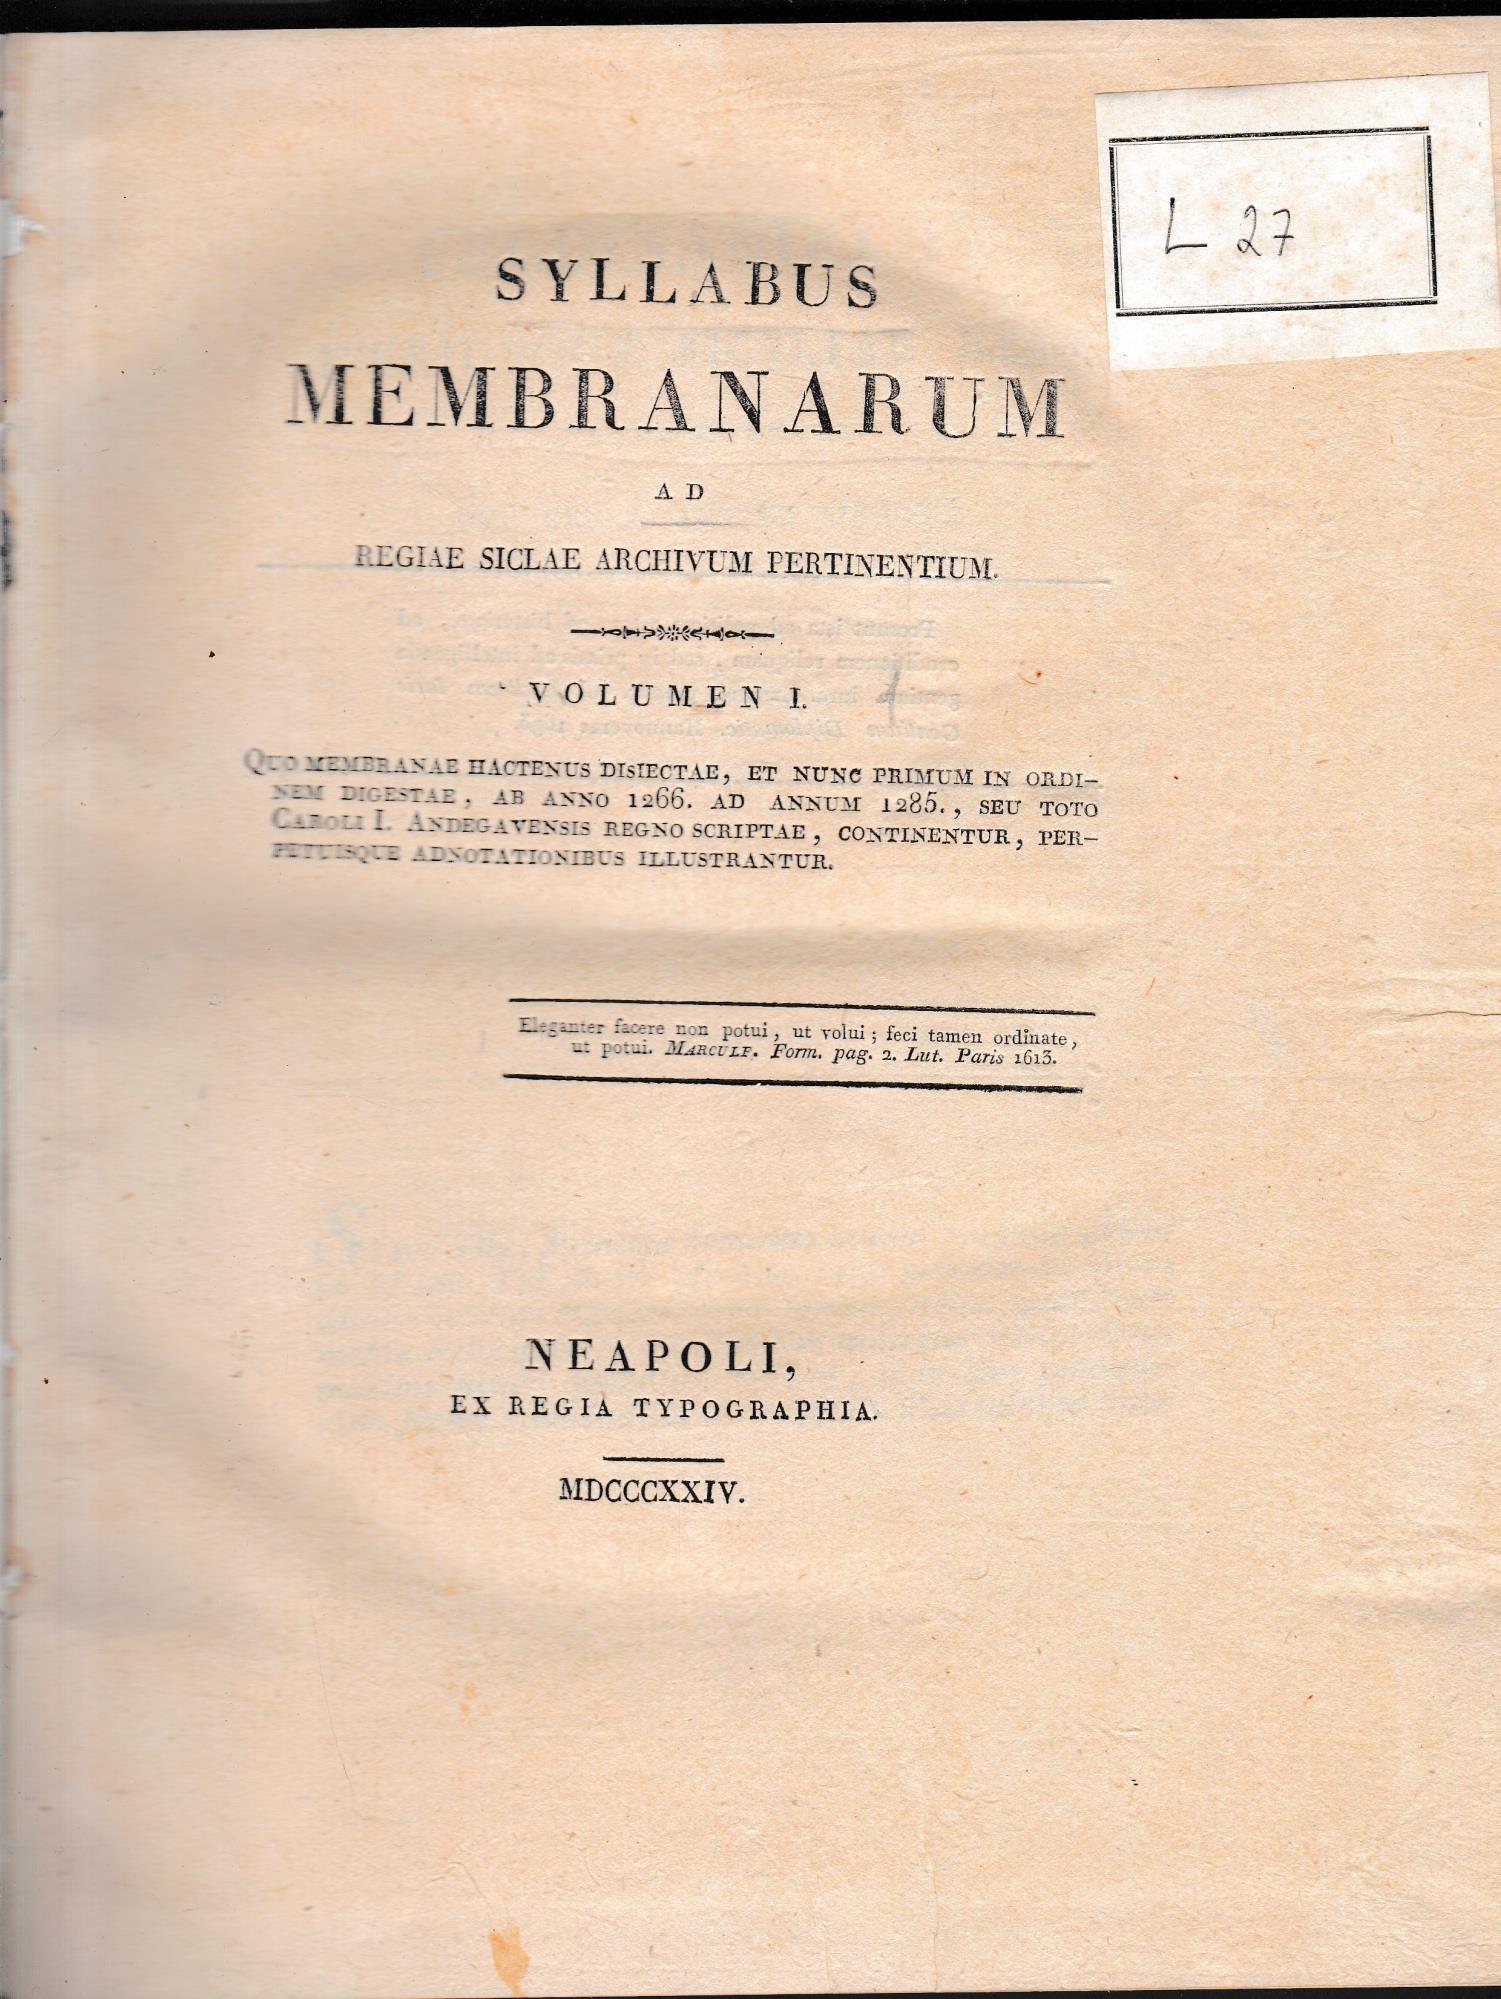 L 27
SYLLABUS
MEMBRANARUM
AD
REGIAE SICLAE ARCHIVUM PERTINENTIUM.
VOLUMEN I.
QUO MEMBRANAE HACTENUS DISIECTAE, ET NUNC PRIMUM IN ORDI-
NEM DIGESTAE, AB ANNO 1266. AD ANNUM 1285., SEU TOTO
CAROLI I. ANDEGAVENSIS REGNO SCRIPTAE, CONTINENTUR, PER-
PETUISQUE ADNOTATIONIBUS ILLUSTRANTUR.
Eleganter facere non potui, ut volui; feci tamen ordinate,
ut potui. MARCULF. Form. pag. 2. Lut. Paris 1613.
NEAPOLI,
EX REGIA TYPOGRAPHIA.
MDCCCXXIV.